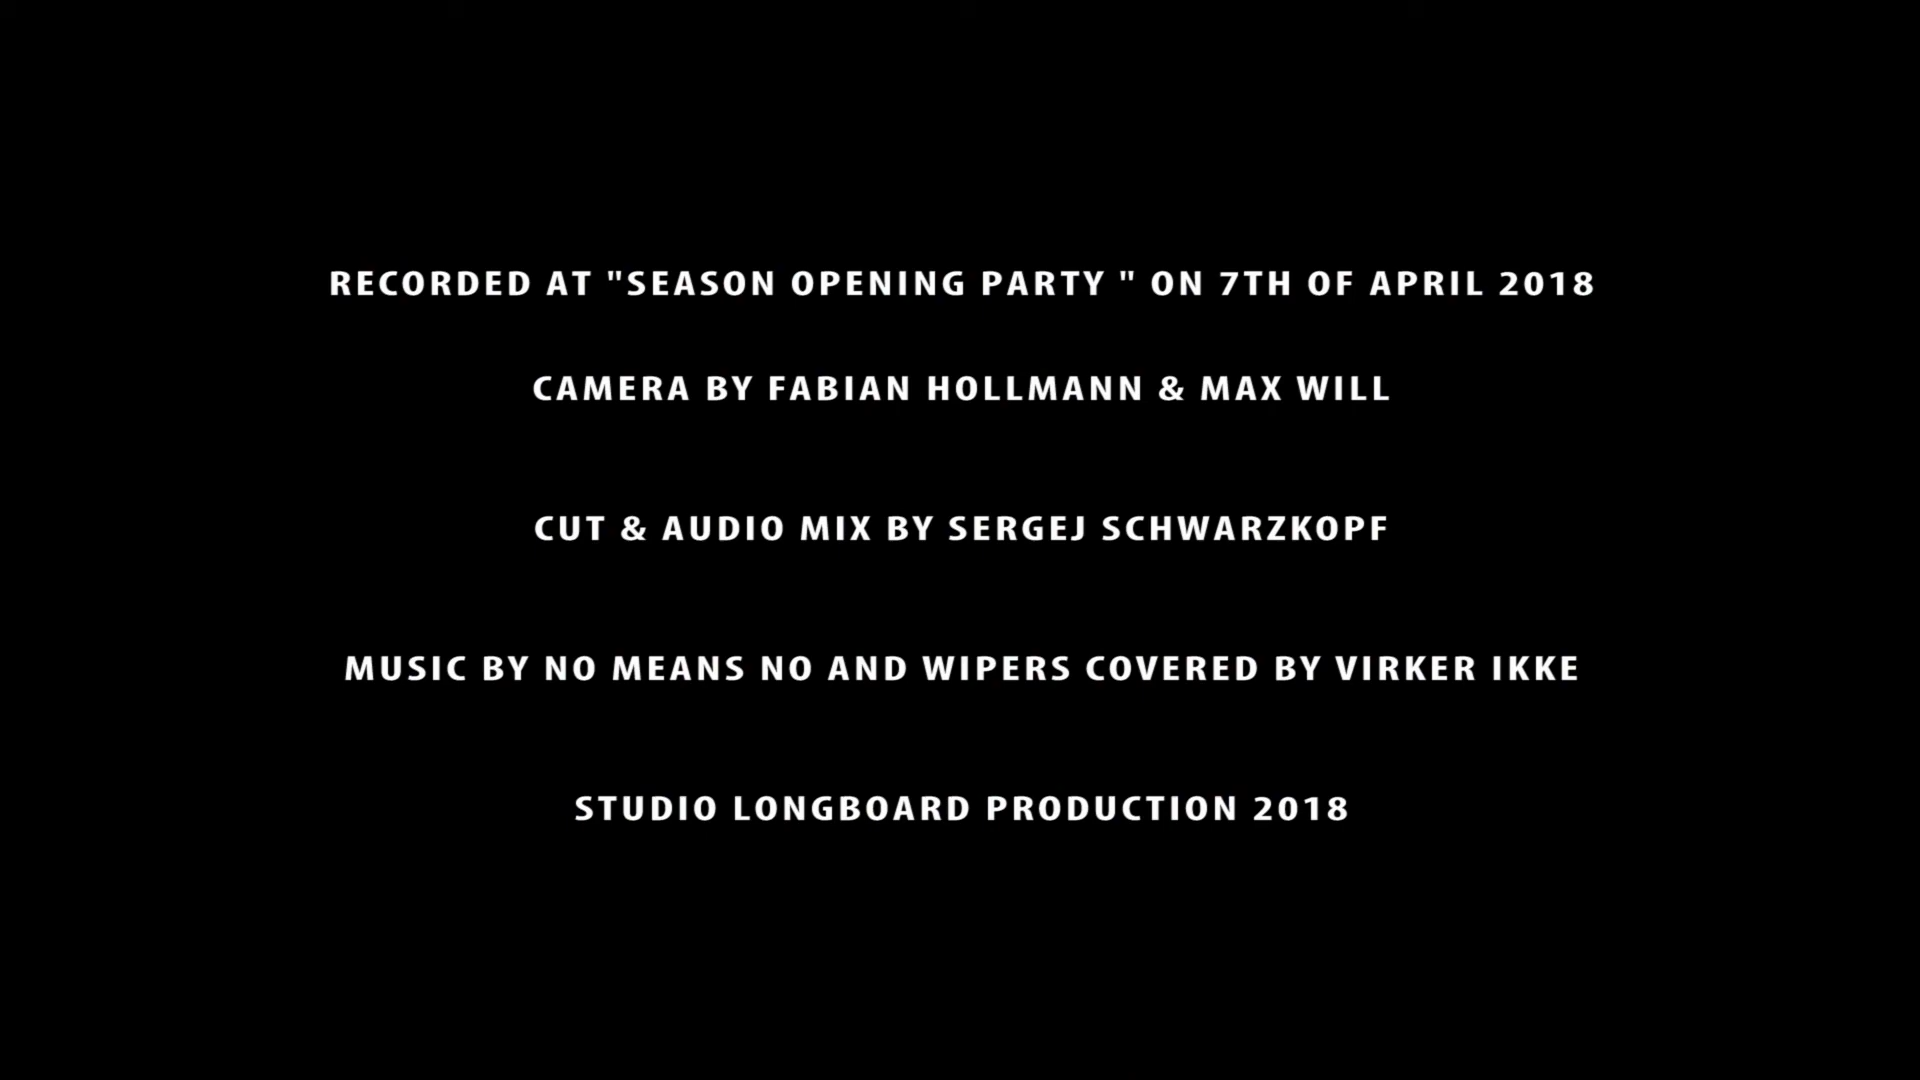 RECORDED AT "SEASON OPENING PARTY " ON 7TH OF APRIL 2018
CAMERA BY FABIAN HOLLMANN & MAX WILL
CUT & AUDIO MIX BY SERGEJ SCHWARZKOPF
MUSIC BY NO MEANS NO AND WIPERS COVERED BY VIRKER IKKE
STUDIO LONGBOARD PRODUCTION 2018